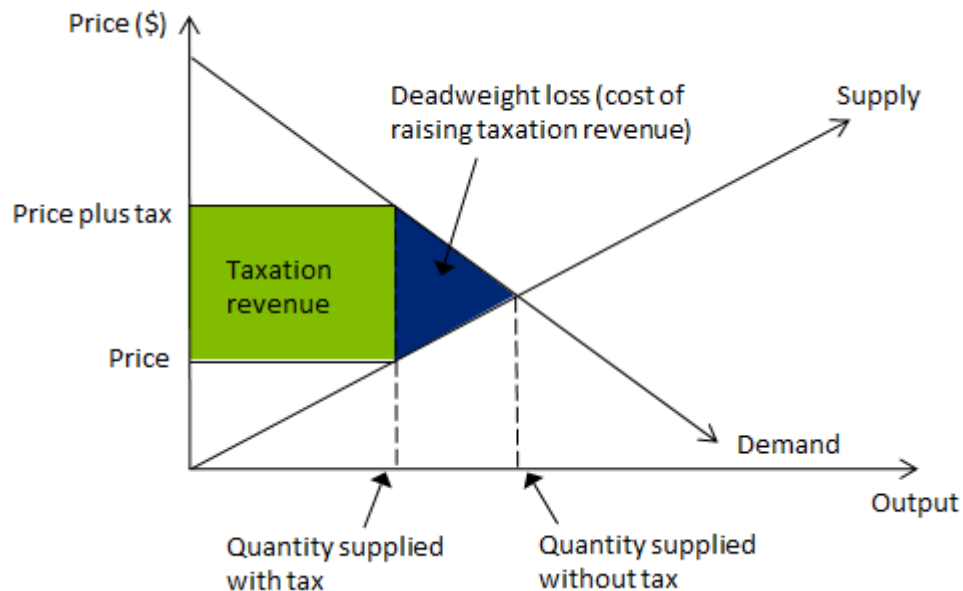 Price ($)
Deadweight loss (cost of
raising taxation revenue)
Supply
Price plus tax
Taxation
revenue
Price
Demand
Output
Quantity supplied
with tax
Quantity supplied
without tax